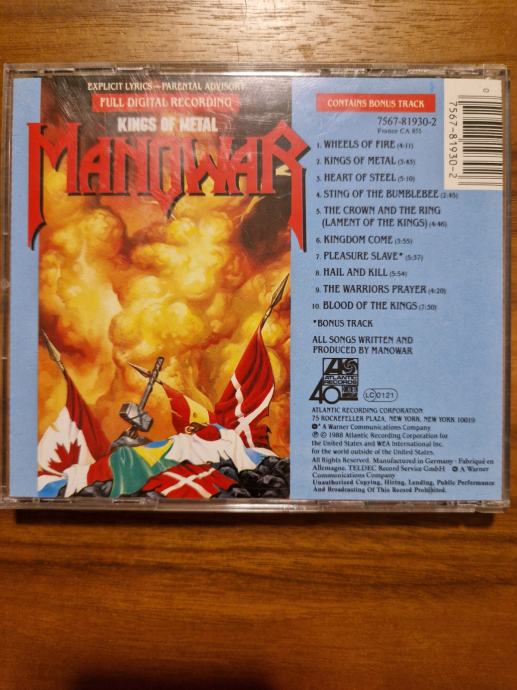 EXPLICIT LYRICS—PARENTAL ADVISORY
FULL DIGITAL RECORDING
KINGS OF METAL
MANOWAR
CONTAINS BONUS TRACK
7567-81930-2
France CA 851
1. WHEELS OF FIRE (4:11)
2. KINGS OF METAL (3:43)
3. HEART OF STEEL (5:10)
4. STING OF THE BUMBLEBEE (2:45)
5. THE CROWN AND THE RING
(LAMENT OF THE KINGS) (4:46)
6. KINGDOM COME (3:55)
7. PLEASURE SLAVE* (5:37)
8. HAIL AND KILL (5:54)
9. THE WARRIORS PRAYER (4:20)
10. BLOOD OF THE KINGS (7:50)
*BONUS TRACK
ALL SONGS WRITTEN AND
PRODUCED BY MANOWAR
ATLANTIC
RECORDS
40
LC 0121
ATLANTIC RECORDING CORPORATION
75 ROCKEFELLER PLAZA, NEW YORK, NEW YORK 10019
A Warner Communications Company
℗ © 1988 Atlantic Recording Corporation for
the United States and WEA International Inc.
for the world outside of the United States.
All Rights Reserved. Manufactured in Germany · Fabriqué en
Allemagne. TELDEC Record Service GmbH A Warner
Communications Company
Unauthorized Copying, Hiring, Lending, Public Performance
And Broadcasting Of This Record Prohibited.
0
7567-81930-2